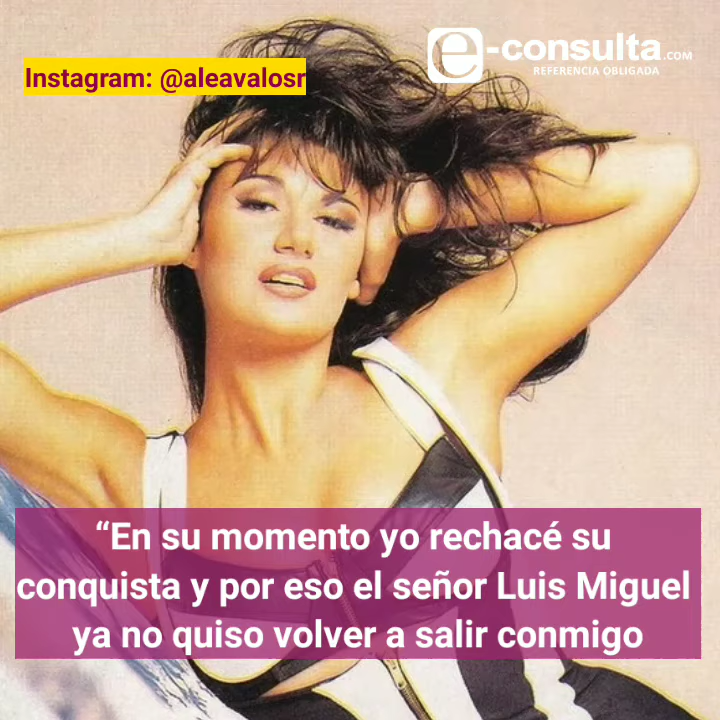 e-consulta.COM
REFERENCIA OBLIGADA
Instagram: @aleavalosr
“En su momento yo rechacé su
conquista y por eso el señor Luis Miguel
ya no quiso volver a salir conmigo